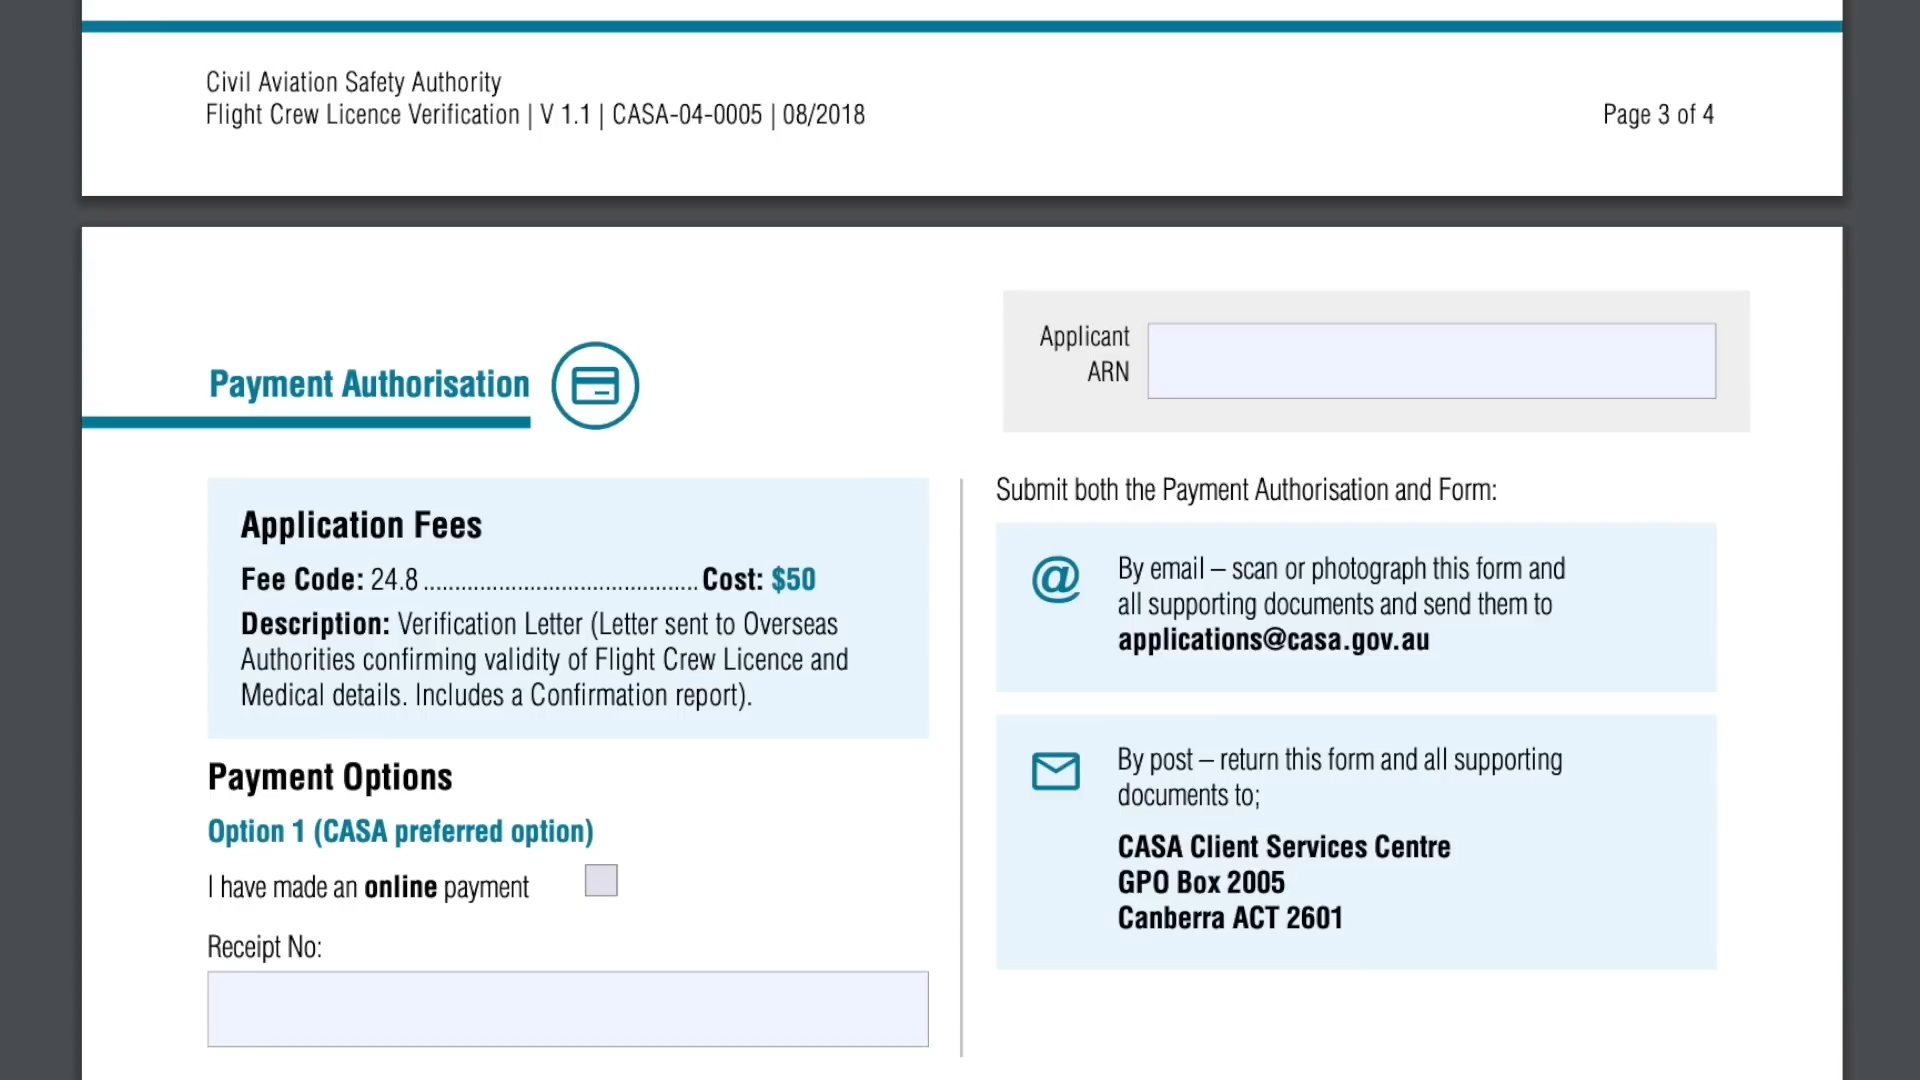 Civil Aviation Safety Authority
Flight Crew Licence Verification | V 1.1 | CASA-04-0005 | 08/2018
Page 3 of 4
Payment Authorisation
Applicant
ARN
Application Fees
Fee Code: 24.8 ............................................ Cost: $50
Description: Verification Letter (Letter sent to Overseas
Authorities confirming validity of Flight Crew Licence and
Medical details. Includes a Confirmation report).
Payment Options
Option 1 (CASA preferred option)
I have made an online payment
Receipt No:
Submit both the Payment Authorisation and Form:
@
By email – scan or photograph this form and
all supporting documents and send them to
applications@casa.gov.au
By post – return this form and all supporting
documents to;
CASA Client Services Centre
GPO Box 2005
Canberra ACT 2601